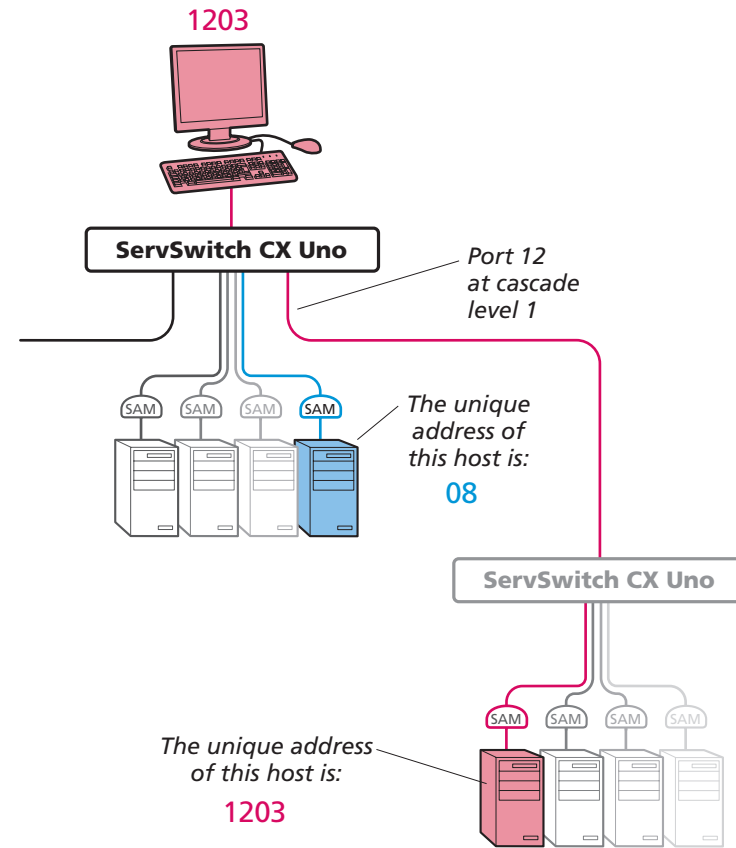 1203
ServSwitch CX Uno
Port 12
at cascade
level 1
SAM
SAM
SAM
SAM
The unique
address of
this host is:
08
ServSwitch CX Uno
SAM
SAM
SAM
SAM
The unique address
of this host is:
1203